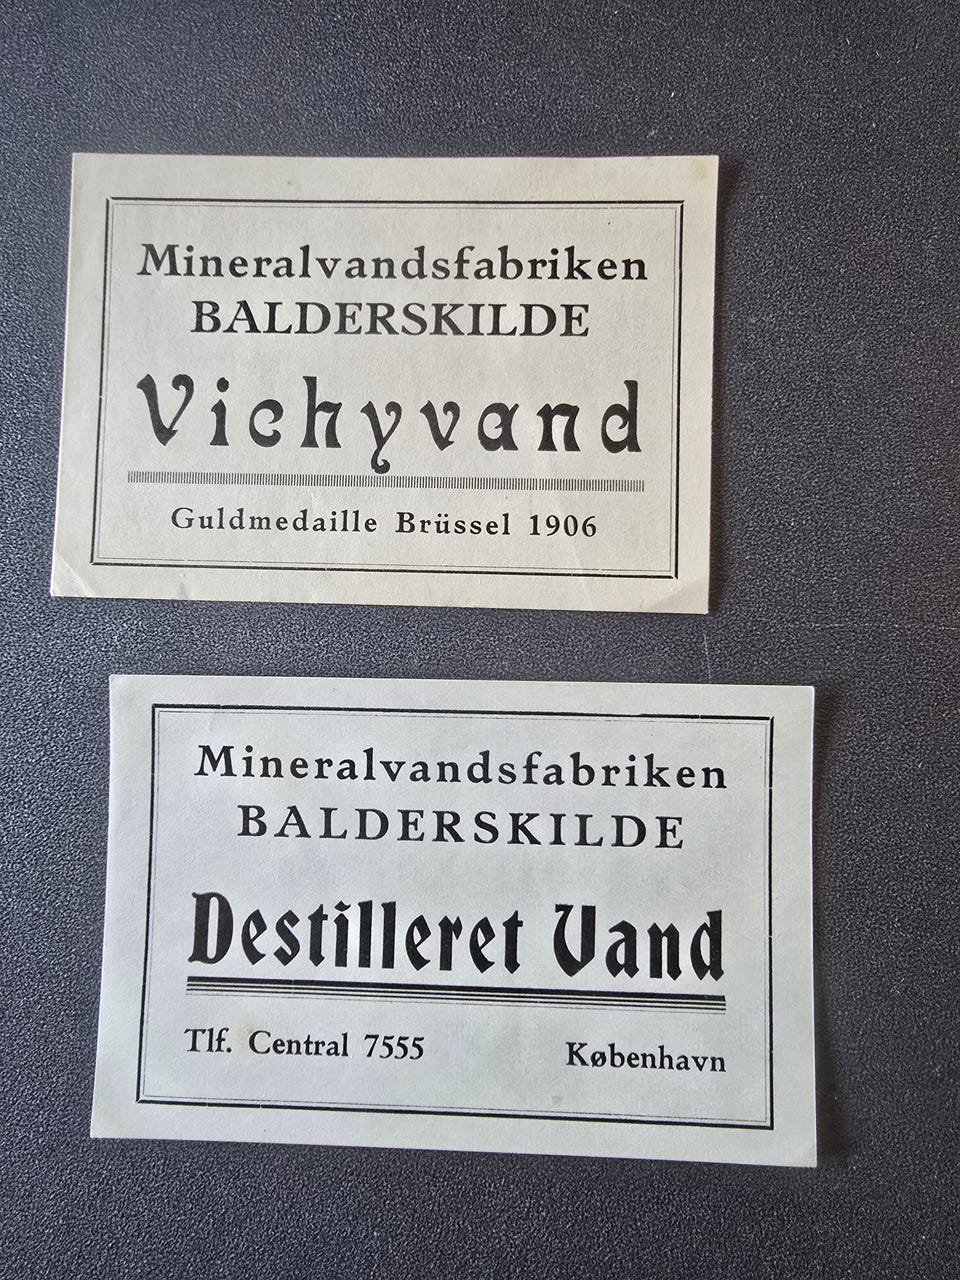 Mineralvandsfabriken
BALDERSKILDE
Vichyvand
Guldmedaille Brüssel 1906
Mineralvandsfabriken
BALDERSKILDE
Destilleret Vand
Tlf. Central 7555 København